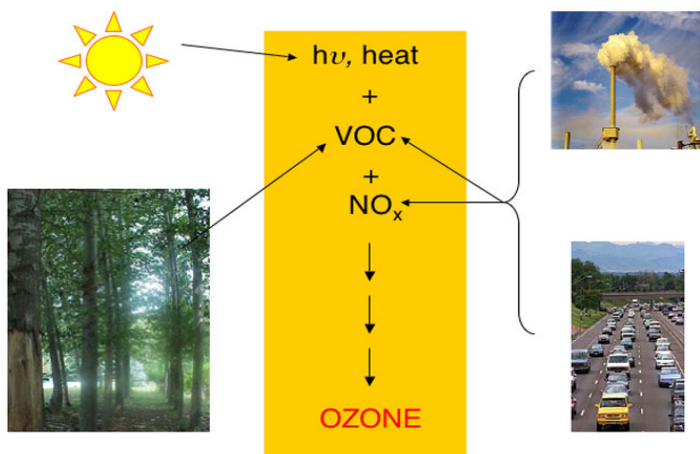 hυ, heat
+
VOC
+
NOx
OZONE